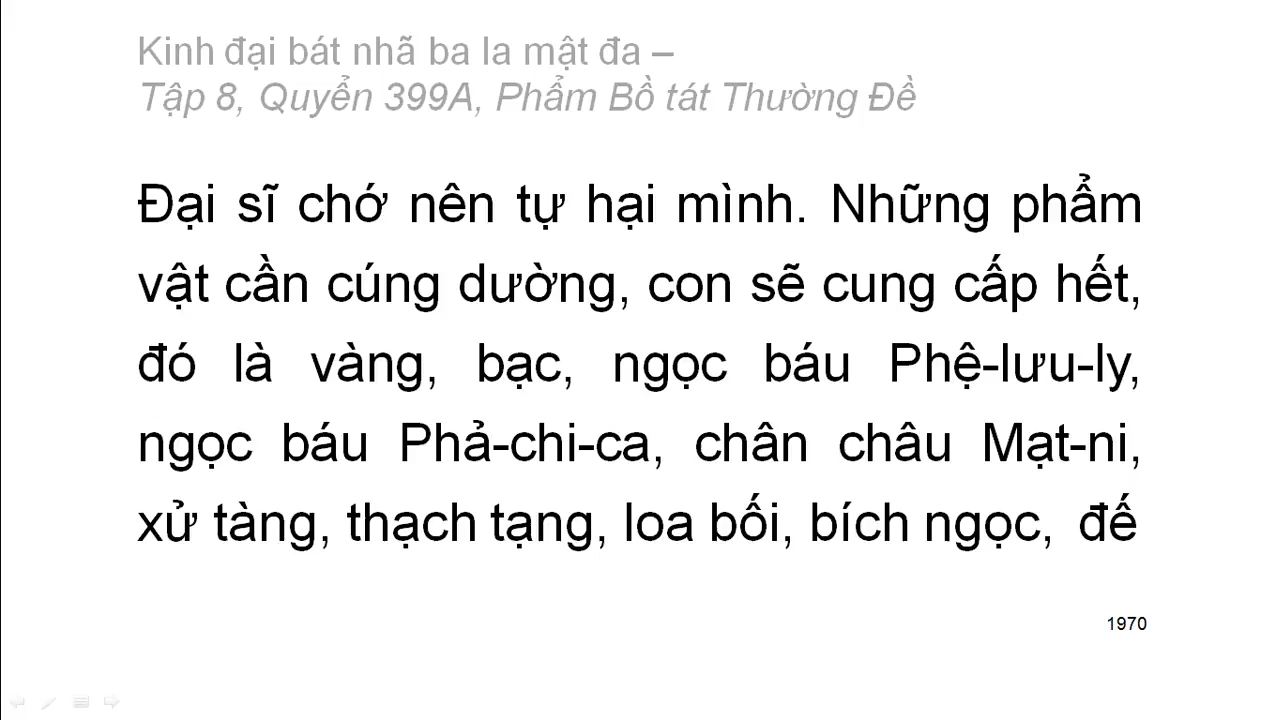 Kinh đại bát nhã ba la mật đa –
Tập 8, Quyển 399A, Phẩm Bồ tát Thường Đề
Đại sĩ chớ nên tự hại mình. Những phẩm
vật cần cúng dường, con sẽ cung cấp hết,
đó là vàng, bạc, ngọc báu Phệ-lưu-ly,
ngọc báu Phả-chi-ca, chân châu Mạt-ni,
xử tàng, thạch tạng, loa bối, bích ngọc, đế
1970